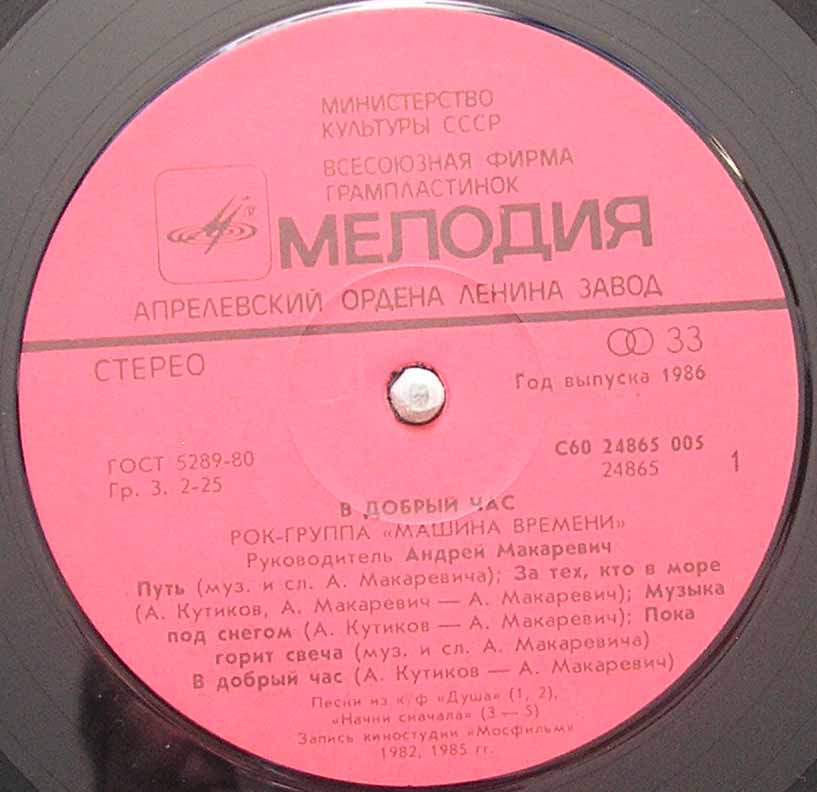 МИНИСТЕРСТВО
КУЛЬТУРЫ СССР
ВСЕСОЮЗНАЯ ФИРМА
ГРАМПЛАСТИНОК
МЕЛОДИЯ
АПРЕЛЕВСКИЙ ОРДЕНА ЛЕНИНА ЗАВОД
СТЕРЕО
33
Год выпуска 1986
ГОСТ 5289-80
Гр. 3. 2-25
С60 24865 005
24865
1
В ДОБРЫЙ ЧАС
РОК-ГРУППА «МАШИНА ВРЕМЕНИ»
Руководитель Андрей Макаревич
Путь (муз. и сл. А. Макаревича); За тех, кто в море
(А. Кутиков, А. Макаревич — А. Макаревич); Музыка
под снегом (А. Кутиков — А. Макаревич); Пока
горит свеча (муз. и сл. А. Макаревича)
В добрый час (А. Кутиков — А. Макаревич)
Песни из к/ф «Душа» (1, 2),
«Начни сначала» (3 — 5)
Запись киностудии «Мосфильм»
1982, 1985 гг.